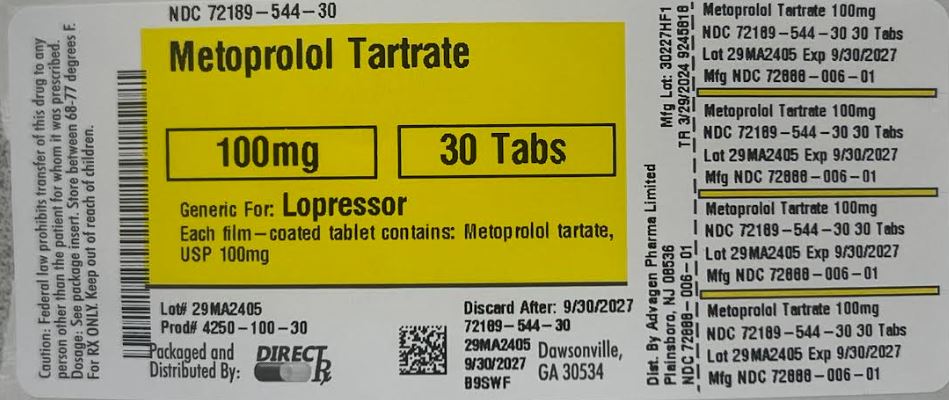 NDC 72189-544-30
Metoprolol Tartrate
100mg
30 Tabs
Generic For: Lopressor
Each film-coated tablet contains: Metoprolol tartate,
USP 100mg
Lot# 29MA2405
Prod# 4250-100-30
Packaged and
Distributed By:
DIRECT Rx
Discard After: 9/30/2027
72189-544-30
29MA2405
9/30/2027
B9SWF
Dawsonville,
GA 30534
Caution: Federal law prohibits transfer of this drug to any
person other than the patient for whom it was prescribed.
Dosage: See package insert. Store between 68-77 degrees F.
For RX ONLY. Keep out of reach of children.
Mfg Lot: 30227HF1
TR 3/29/2024 9245818
Dist. By Advagen Pharma Limited
Plainsboro, NJ 08536
NDC 72888-006-01
Metoprolol Tartrate 100mg
NDC 72189-544-30 30 Tabs
Lot 29MA2405 Exp 9/30/2027
Mfg NDC 72888-006-01
Metoprolol Tartrate 100mg
NDC 72189-544-30 30 Tabs
Lot 29MA2405 Exp 9/30/2027
Mfg NDC 72888-006-01
Metoprolol Tartrate 100mg
NDC 72189-544-30 30 Tabs
Lot 29MA2405 Exp 9/30/2027
Mfg NDC 72888-006-01
Metoprolol Tartrate 100mg
NDC 72189-544-30 30 Tabs
Lot 29MA2405 Exp 9/30/2027
Mfg NDC 72888-006-01